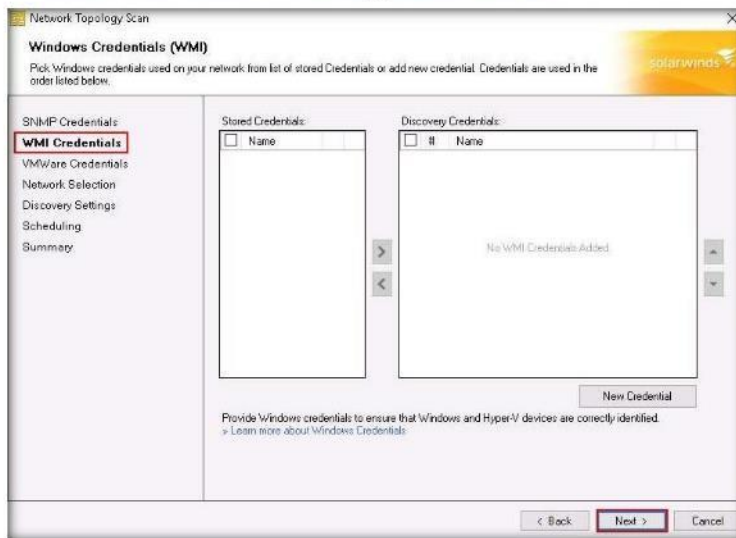 Network Topology Scan
Windows Credentials (WMI)
Pick Windows credentials used on your network from list of stored Credentials or add new credential. Credentials are used in the
order listed below.
solarwinds
SNMP Credentials
WMI Credentials
VMWare Credentials
Network Selection
Discovery Settings
Scheduling
Summary
Stored Credentials:
Name
Discovery Credentials:
# Name
No WMI Credentials Added
New Credential
Provide Windows credentials to ensure that Windows and Hyper-V devices are correctly identified.
» Learn more about Windows Credentials
< Back Next > Cancel